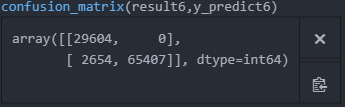 confusion_matrix(result6,y_predict6)
array([[29604,     0],
       [ 2654, 65407]], dtype=int64)